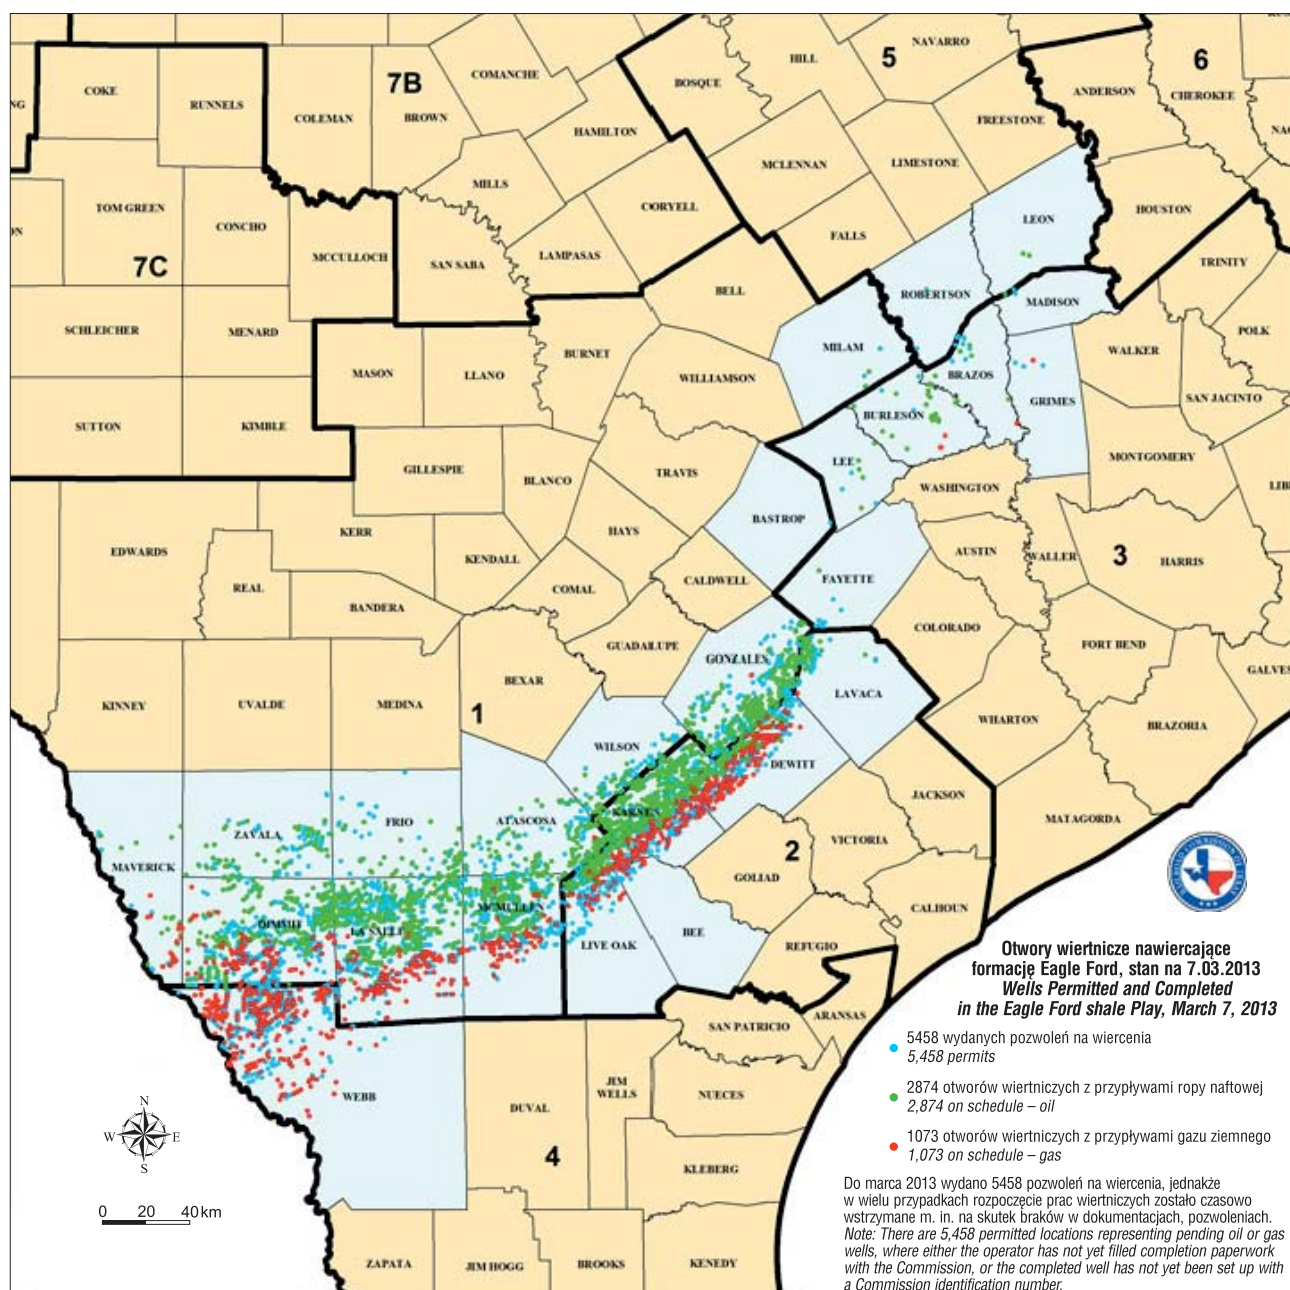 HILL
5
NAVARRO
6
COMANCHE
7B
BOSQUE
COKE
RUNNELS
ANDERSON
CHEROKEE
NG
COLEMAN
BROWN
HAMILTON
FREESTONE
MCLENNAN
LIMESTONE
MILLS
TOM GREEN
CORYELL
HOUSTON
LEON
CONCHO
ON
FALLS
MCCULLOCH
SAN SABA
LAMPASAS
TRINITY
7C
BELL
ROBERTSON
MADISON
SCHLEICHER
MENARD
POLK
BURNET
MILAM
WALKER
MASON
LLANO
WILLIAMSON
BRAZOS
SAN JACINTO
GRIMES
SUTTON
KIMBLE
BURLESON
GILLESPIE
TRAVIS
LEE
MONTGOMERY
BLANCO
WASHINGTON
LIB
BASTROP
KERR
HAYS
EDWARDS
KENDALL
AUSTIN
WALLER
3
HARRIS
REAL
COMAL
CALDWELL
FAYETTE
BANDERA
COLORADO
GUADALUPE
FORT BEND
GONZALES
GALVES
BEXAR
KINNEY
UVALDE
MEDINA
1
LAVACA
WHARTON
BRAZORIA
WILSON
DEWITT
JACKSON
ZAVALA
FRIO
ATASCOSA
KARNES
MATAGORDA
MAVERICK
2
VICTORIA
GOLIAD
DIMMIT
LA SALLE
MCMULLEN
CALHOUN
LIVE OAK
BEE
REFUGIO
ARANSAS
SAN PATRICIO
WEBB
DUVAL
JIM
WELLS
NUECES
4
KLEBERG
ZAPATA
JIM HOGG
BROOKS
KENEDY
N
W E
S
0 20 40 km
Otwory wiertnicze nawiercające
formację Eagle Ford, stan na 7.03.2013
Wells Permitted and Completed
in the Eagle Ford shale Play, March 7, 2013
5458 wydanych pozwoleń na wiercenia
5,458 permits
2874 otworów wiertniczych z przypływami ropy naftowej
2,874 on schedule – oil
1073 otworów wiertniczych z przypływami gazu ziemnego
1,073 on schedule – gas
Do marca 2013 wydano 5458 pozwoleń na wiercenia, jednakże
w wielu przypadkach rozpoczęcie prac wiertniczych zostało czasowo
wstrzymane m. in. na skutek braków w dokumentacjach, pozwoleniach.
Note: There are 5,458 permitted locations representing pending oil or gas
wells, where either the operator has not yet filled completion paperwork
with the Commission, or the completed well has not yet been set up with
a Commission identification number.